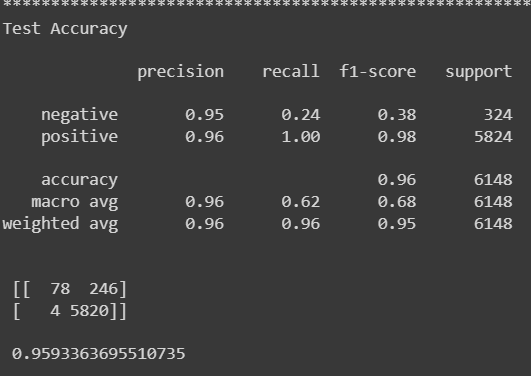 ********************************************************
Test Accuracy
precision recall f1-score support
negative 0.95 0.24 0.38 324
positive 0.96 1.00 0.98 5824
accuracy 0.96 6148
macro avg 0.96 0.62 0.68 6148
weighted avg 0.96 0.96 0.95 6148
[[ 78 246]
[ 4 5820]]
0.9593363695510735